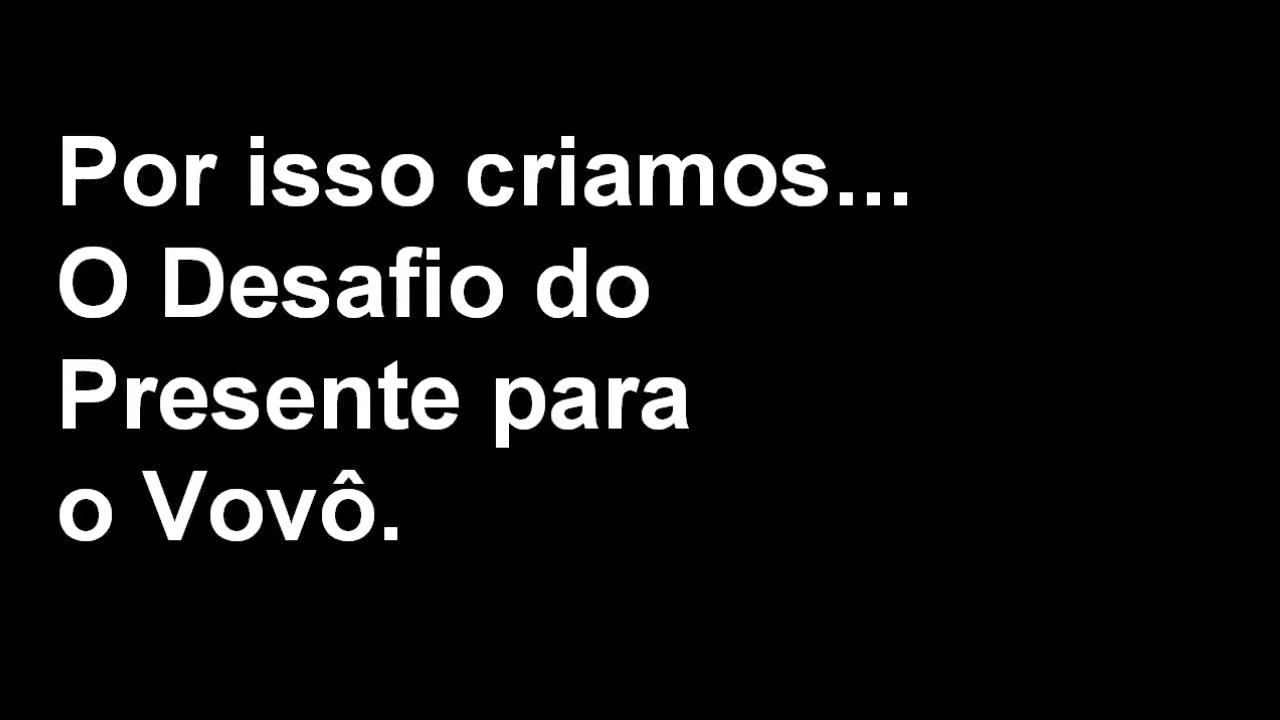 Por isso criamos...
O Desafio do
Presente para
o Vovô.